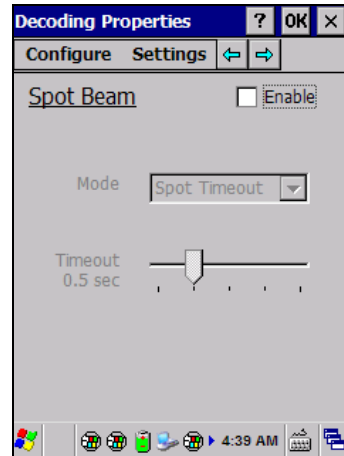 Decoding Properties ? OK ×
Configure Settings
Spot Beam Enable
Mode Spot Timeout
Timeout
0.5 sec
4:39 AM